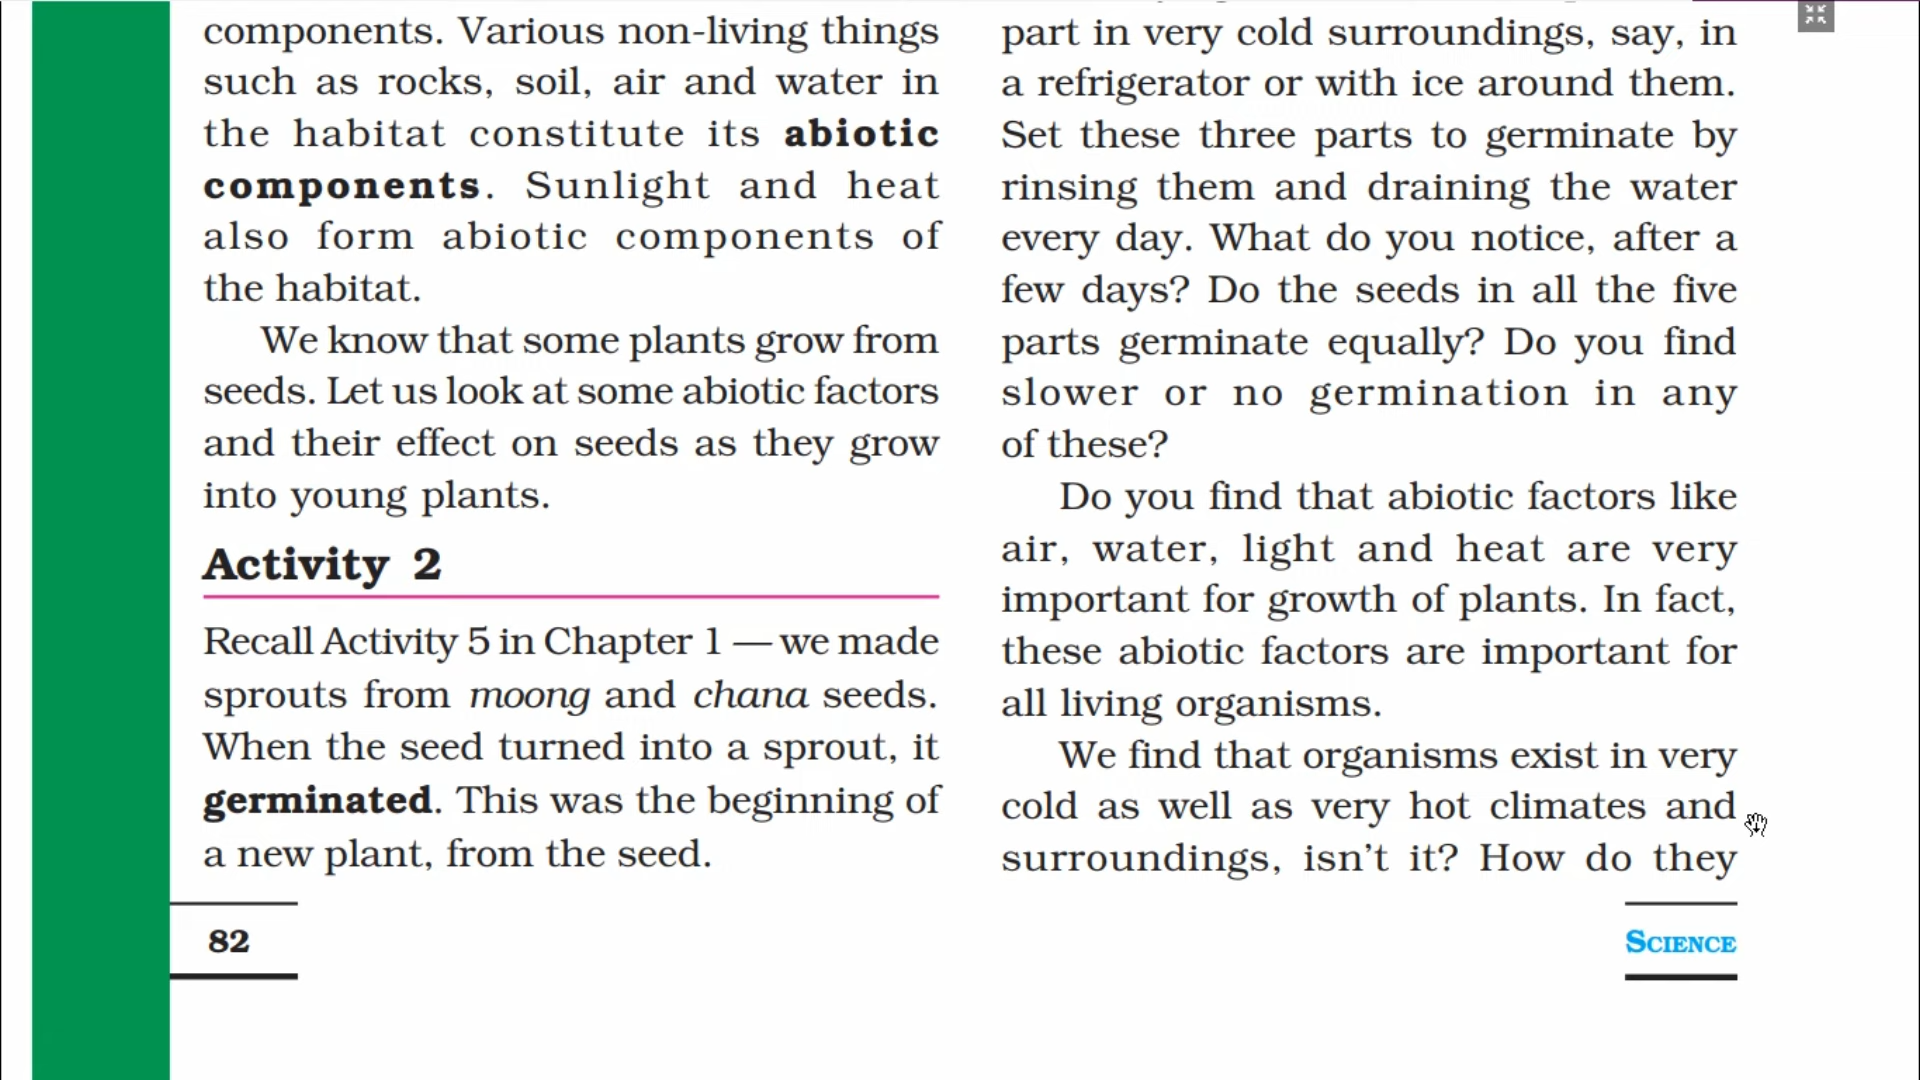 components. Various non-living things
such as rocks, soil, air and water in
the habitat constitute its abiotic
components. Sunlight and heat
also form abiotic components of
the habitat.
We know that some plants grow from
seeds. Let us look at some abiotic factors
and their effect on seeds as they grow
into young plants.
Activity 2
Recall Activity 5 in Chapter 1 — we made
sprouts from moong and chana seeds.
When the seed turned into a sprout, it
germinated. This was the beginning of
a new plant, from the seed.
part in very cold surroundings, say, in
a refrigerator or with ice around them.
Set these three parts to germinate by
rinsing them and draining the water
every day. What do you notice, after a
few days? Do the seeds in all the five
parts germinate equally? Do you find
slower or no germination in any
of these?
Do you find that abiotic factors like
air, water, light and heat are very
important for growth of plants. In fact,
these abiotic factors are important for
all living organisms.
We find that organisms exist in very
cold as well as very hot climates and
surroundings, isn't it? How do they
82
SCIENCE